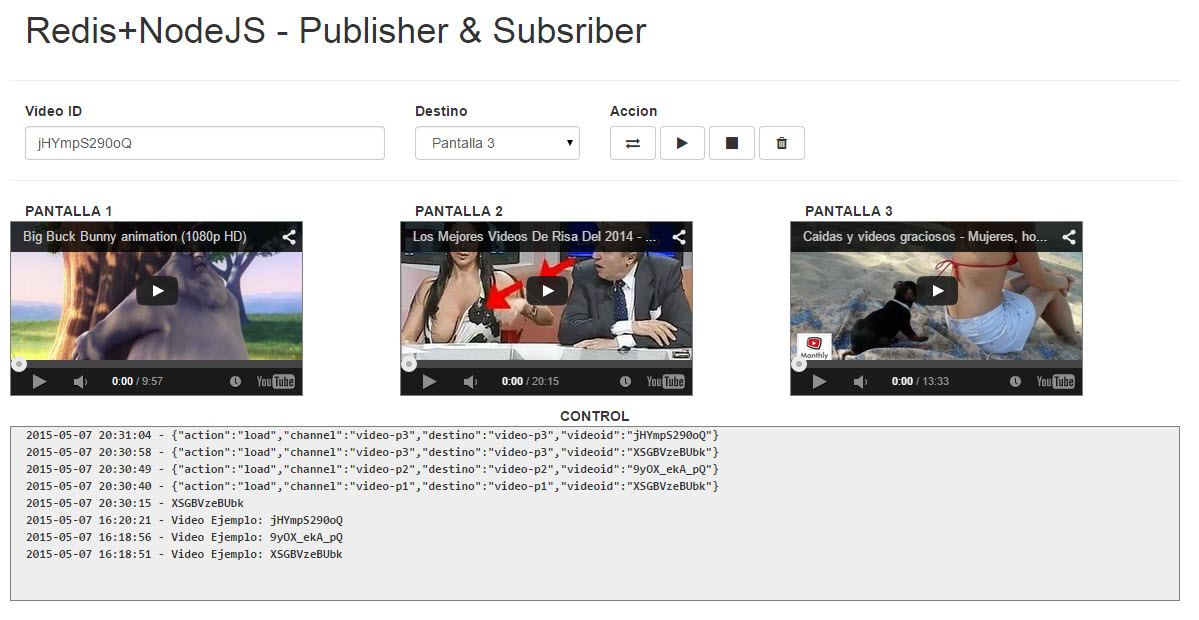 Redis+NodeJS - Publisher & Subsriber
Video ID
Destino
Accion
jHYmpS290oQ
Pantalla 3
PANTALLA 1
PANTALLA 2
PANTALLA 3
Big Buck Bunny animation (1080p HD)
Los Mejores Videos De Risa Del 2014 - ...
Caidas y videos graciosos - Mujeres, ho...
Monthly
0:00 / 9:57
YouTube
0:00 / 20:15
YouTube
0:00 / 13:33
YouTube
CONTROL
2015-05-07 20:31:04 - {"action":"load","channel":"video-p3","destino":"video-p3","videoid":"jHYmpS290oQ"}
2015-05-07 20:30:58 - {"action":"load","channel":"video-p3","destino":"video-p3","videoid":"XSGBVzeBUbk"}
2015-05-07 20:30:49 - {"action":"load","channel":"video-p2","destino":"video-p2","videoid":"9yOX_ekA_pQ"}
2015-05-07 20:30:40 - {"action":"load","channel":"video-p1","destino":"video-p1","videoid":"XSGBVzeBUbk"}
2015-05-07 20:30:15 - XSGBVzeBUbk
2015-05-07 16:20:21 - Video Ejemplo: jHYmpS290oQ
2015-05-07 16:18:56 - Video Ejemplo: 9yOX_ekA_pQ
2015-05-07 16:18:51 - Video Ejemplo: XSGBVzeBUbk